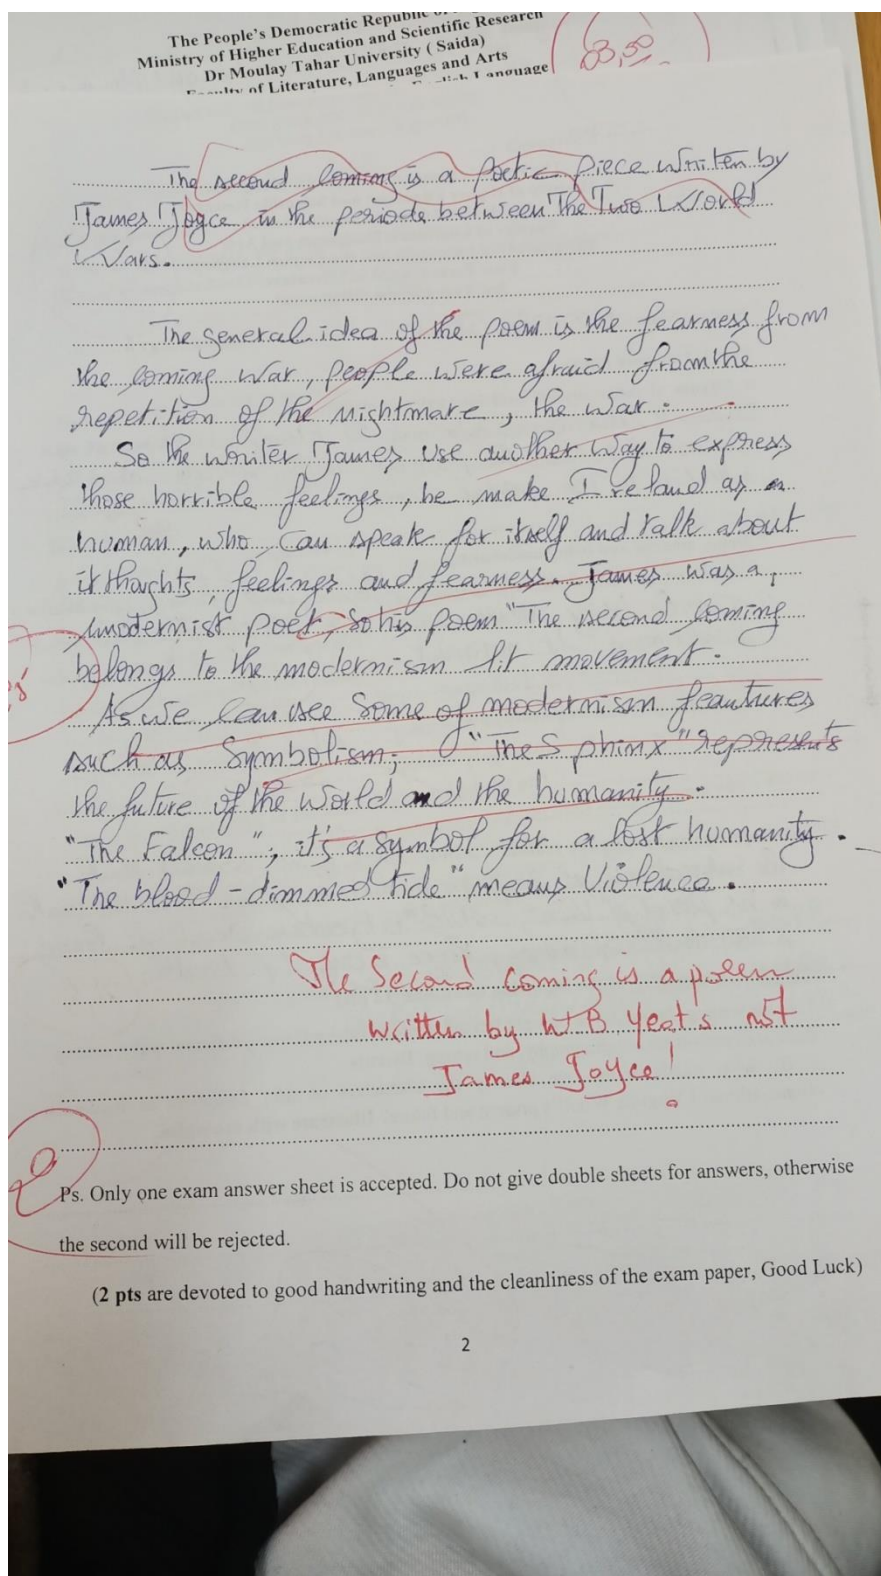 The People's Democratic Republic
Ministry of Higher Education and Scientific Research
Dr Moulay Tahar University ( Saida)
Faculty of Literature, Languages and Arts
English Language
03,50
The second coming is a poetic piece written by
James Joyce in the periode between The Two World
Wars.
The general idea of the poem is the fearness from
the coming war, people were afraid from the
repetition of the nightmare, the war.
So the writer James use another way to express
those horrible feelings, he make Ireland as a
human, who can speak for itself and talk about
it thoughts, feelings and fearness. James was a
modernist poet, so his poem "The second coming
belongs to the modernism lit movement.
As we can see some of modernism feautures
such as Symbolism; "The Sphinx" represents
the future of the world and the humanity.
"The Falcon"; it's a symbol for a lost humanity.
"The blood-dimmed tide" means Violence.
The Second coming is a poem
written by W B Yeat's not
James Joyce!
2
Ps. Only one exam answer sheet is accepted. Do not give double sheets for answers, otherwise
the second will be rejected.
(2 pts are devoted to good handwriting and the cleanliness of the exam paper, Good Luck)
2